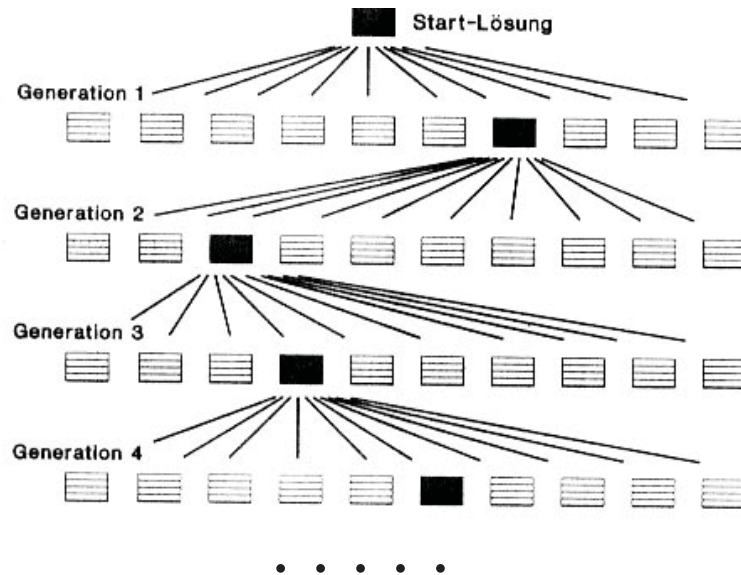 Start-Lösung
Generation 1
Generation 2
Generation 3
Generation 4